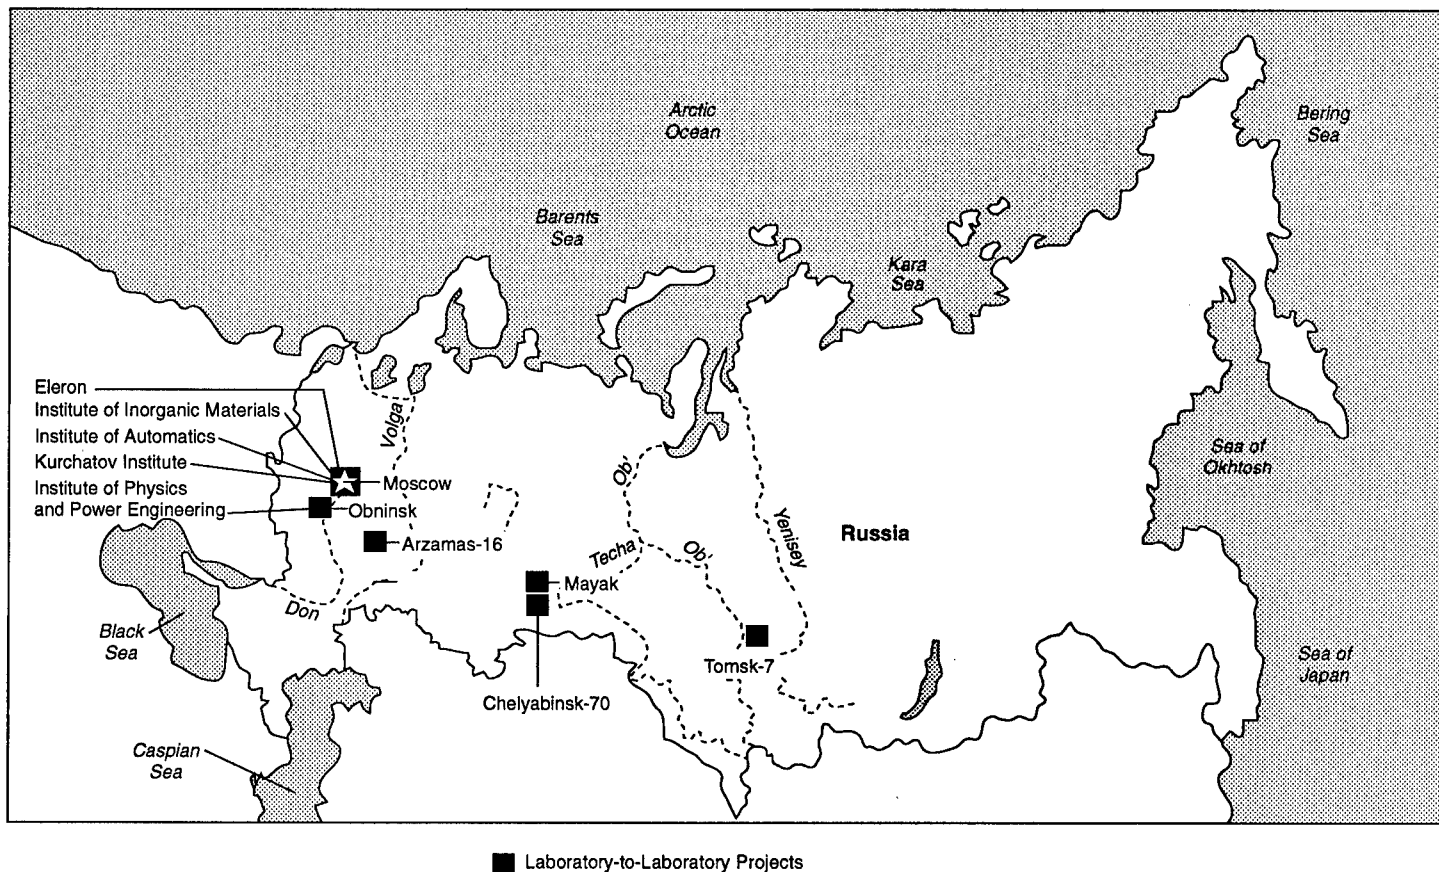 Arctic
Ocean
Bering
Sea
Barents
Sea
Kara
Sea
Eleron
Institute of Inorganic Materials
Institute of Automatics
Kurchatov Institute
Institute of Physics
and Power Engineering
Volga
Moscow
Obninsk
Arzamas-16
Ob'
Techa
Ob'
Yenisey
Russia
Sea of
Okhtosh
Mayak
Don
Black
Sea
Tomsk-7
Chelyabinsk-70
Sea of
Japan
Caspian
Sea
Laboratory-to-Laboratory Projects